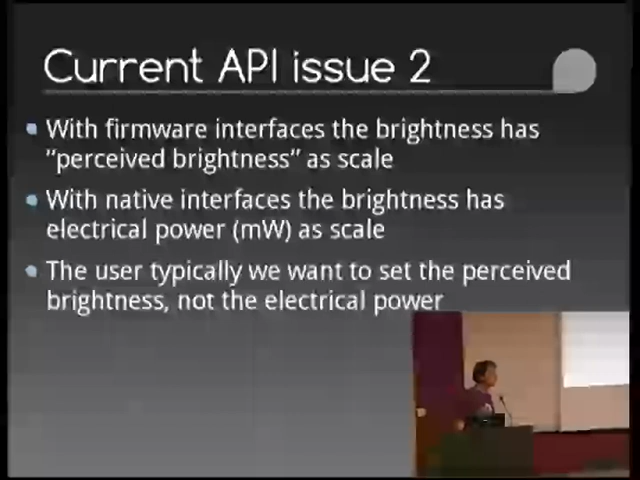 Current API issue 2
With firmware interfaces the brightness has
"perceived brightness" as scale
With native interfaces the brightness has
electrical power (mW) as scale
The user typically we want to set the perceived
brightness, not the electrical power